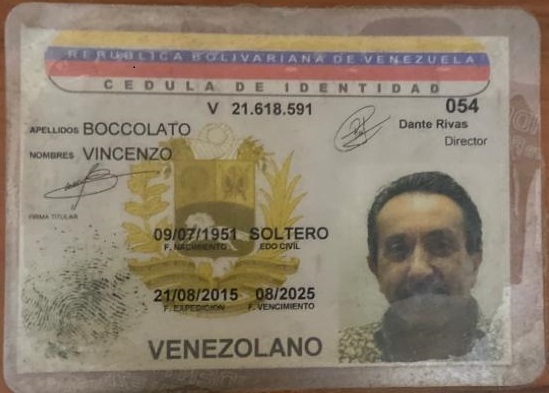 REPUBLICA BOLIVARIANA DE VENEZUELA
CEDULA DE IDENTIDAD
V 21.618.591
054
Dante Rivas
Director
APELLIDOS BOCCOLATO
NOMBRES VINCENZO
FIRMA TITULAR
09/07/1951 SOLTERO
F. NACIMIENTO EDO CIVIL
21/08/2015 08/2025
F. EXPEDICION F. VENCIMIENTO
VENEZOLANO